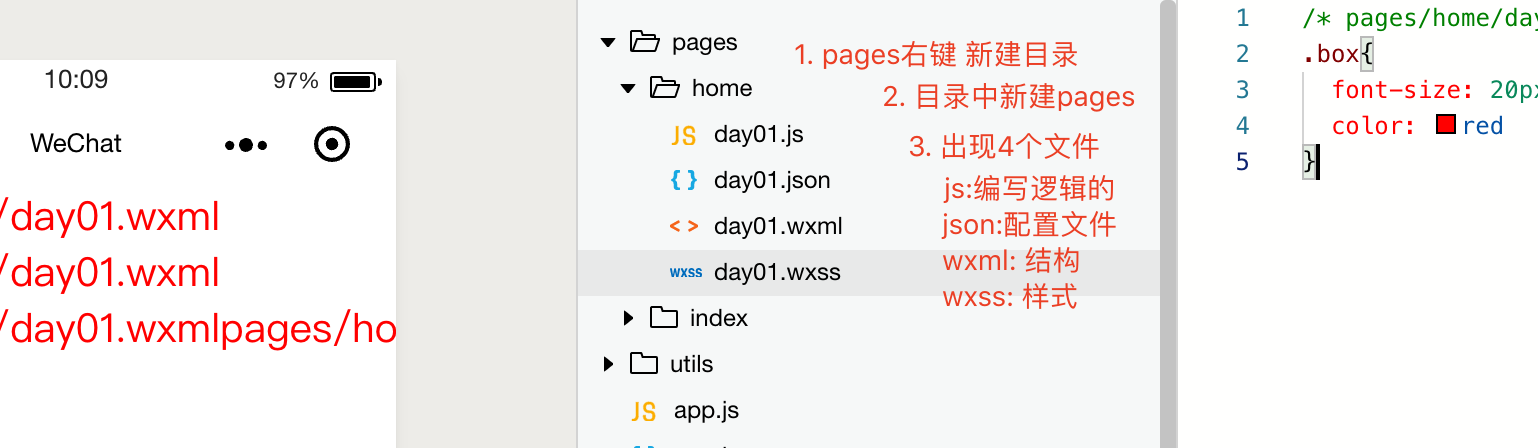 10:09
97%
WeChat
/day01.wxml
/day01.wxml
/day01.wxmlpages/ho
pages
home
JS day01.js
{ } day01.json
< > day01.wxml
wxss day01.wxss
index
utils
JS app.js
1. pages右键 新建目录
2. 目录中新建pages
3. 出现4个文件
js:编写逻辑的
json:配置文件
wxml: 结构
wxss: 样式
1 /* pages/home/day
2 .box{
3 font-size: 20px
4 color: red
5 }